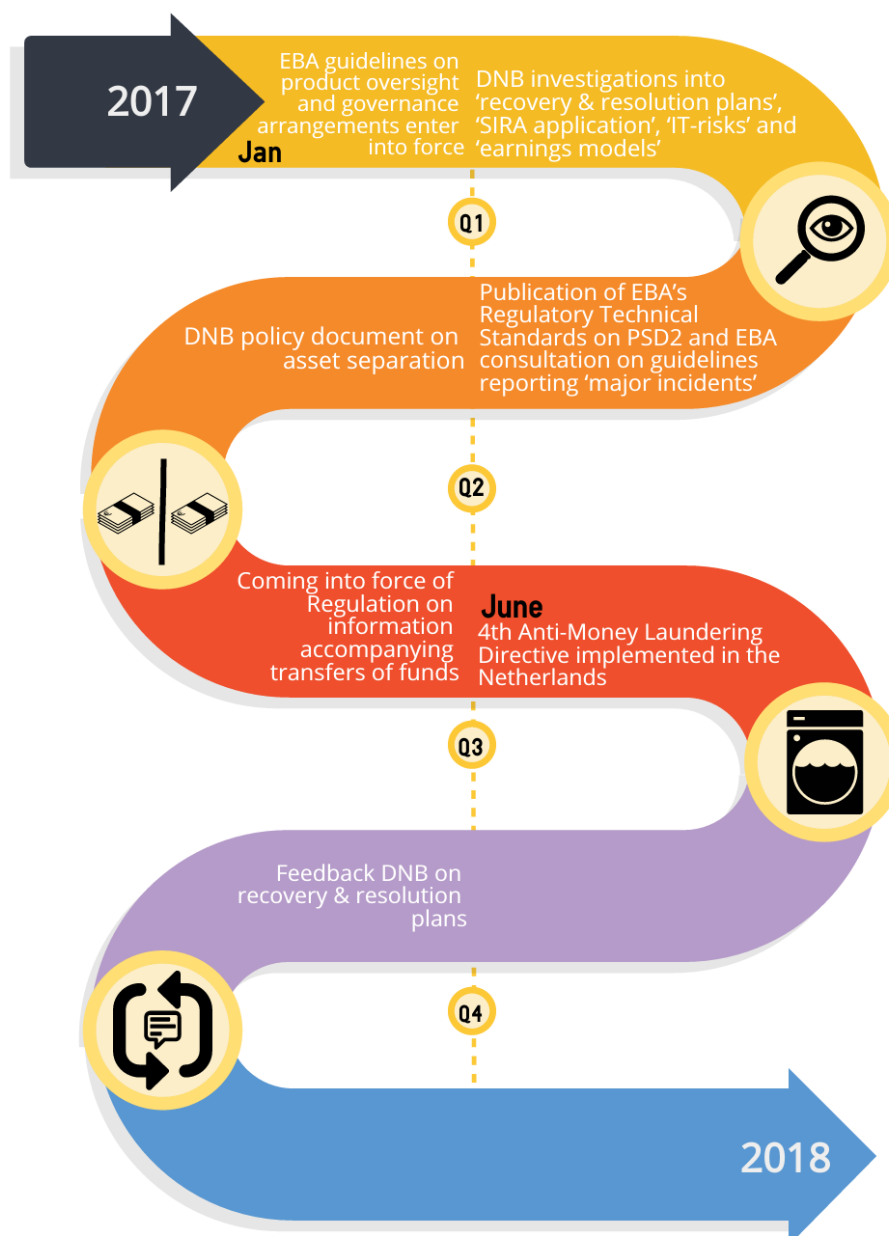 2017
Jan
EBA guidelines on
product oversight
and governance
arrangements enter
into force
DNB investigations into
‘recovery & resolution plans’,
‘SIRA application’, ‘IT-risks’ and
‘earnings models’
Q1
Publication of EBA’s
Regulatory Technical
Standards on PSD2 and EBA
consultation on guidelines
reporting ‘major incidents’
DNB policy document on
asset separation
Q2
Coming into force of
Regulation on
information
accompanying
transfers of funds
June
4th Anti-Money Laundering
Directive implemented in the
Netherlands
Q3
Feedback DNB on
recovery & resolution
plans
Q4
2018